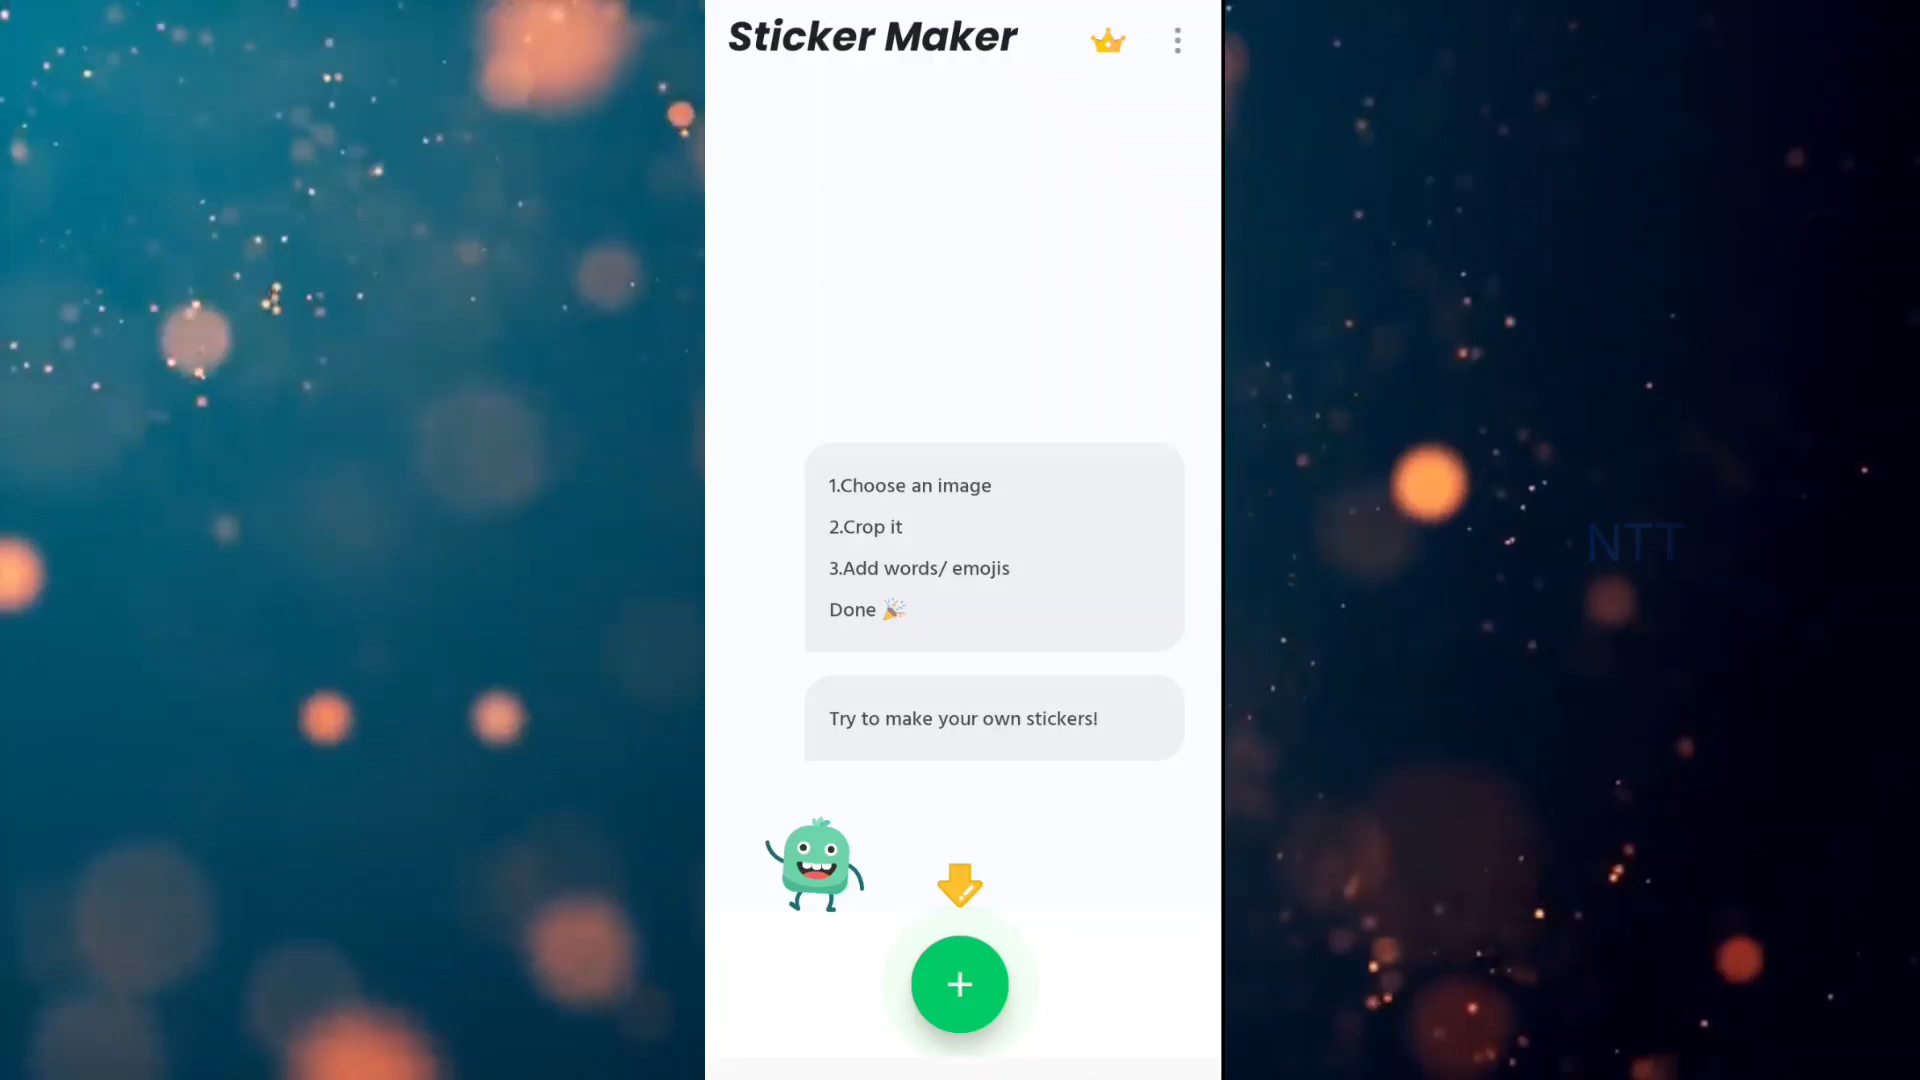 Sticker Maker
1.Choose an image
2.Crop it
3.Add words/ emojis
Done 🎉
Try to make your own stickers!
NTT